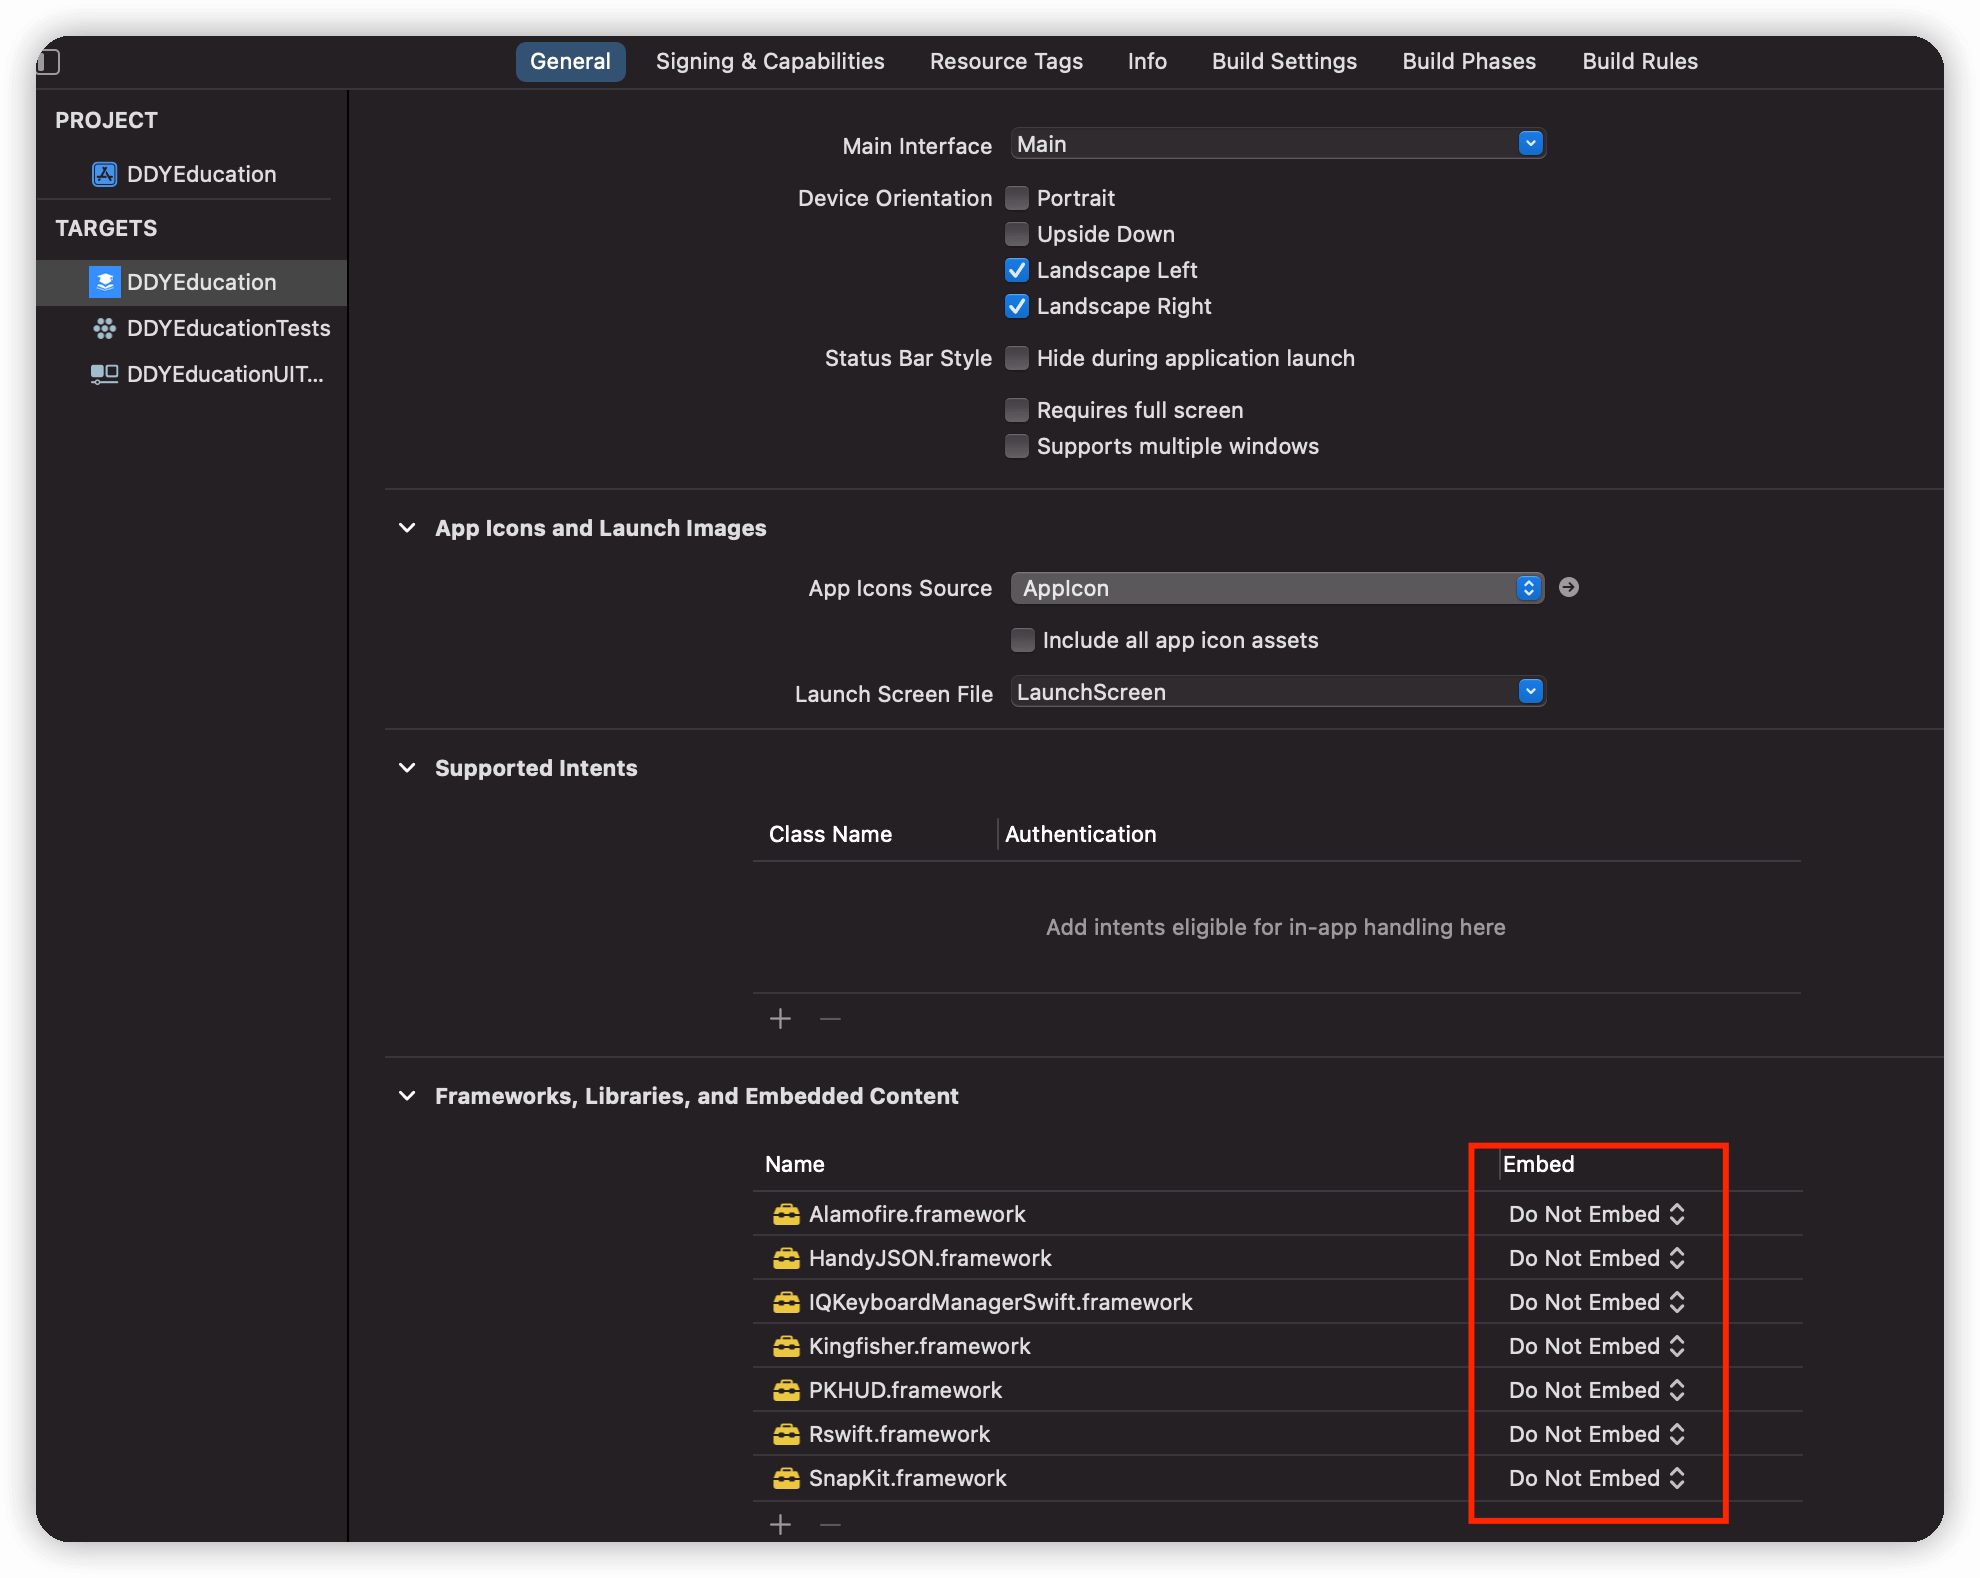 General Signing & Capabilities Resource Tags Info Build Settings Build Phases Build Rules
PROJECT
DDYEducation
TARGETS
DDYEducation
DDYEducationTests
DDYEducationUIT...
Main Interface Main
Device Orientation Portrait
Upside Down
Landscape Left
Landscape Right
Status Bar Style Hide during application launch
Requires full screen
Supports multiple windows
App Icons and Launch Images
App Icons Source AppIcon
Include all app icon assets
Launch Screen File LaunchScreen
Supported Intents
Class Name Authentication
Add intents eligible for in-app handling here
Frameworks, Libraries, and Embedded Content
Name Embed
Alamofire.framework Do Not Embed
HandyJSON.framework Do Not Embed
IQKeyboardManagerSwift.framework Do Not Embed
Kingfisher.framework Do Not Embed
PKHUD.framework Do Not Embed
Rswift.framework Do Not Embed
SnapKit.framework Do Not Embed